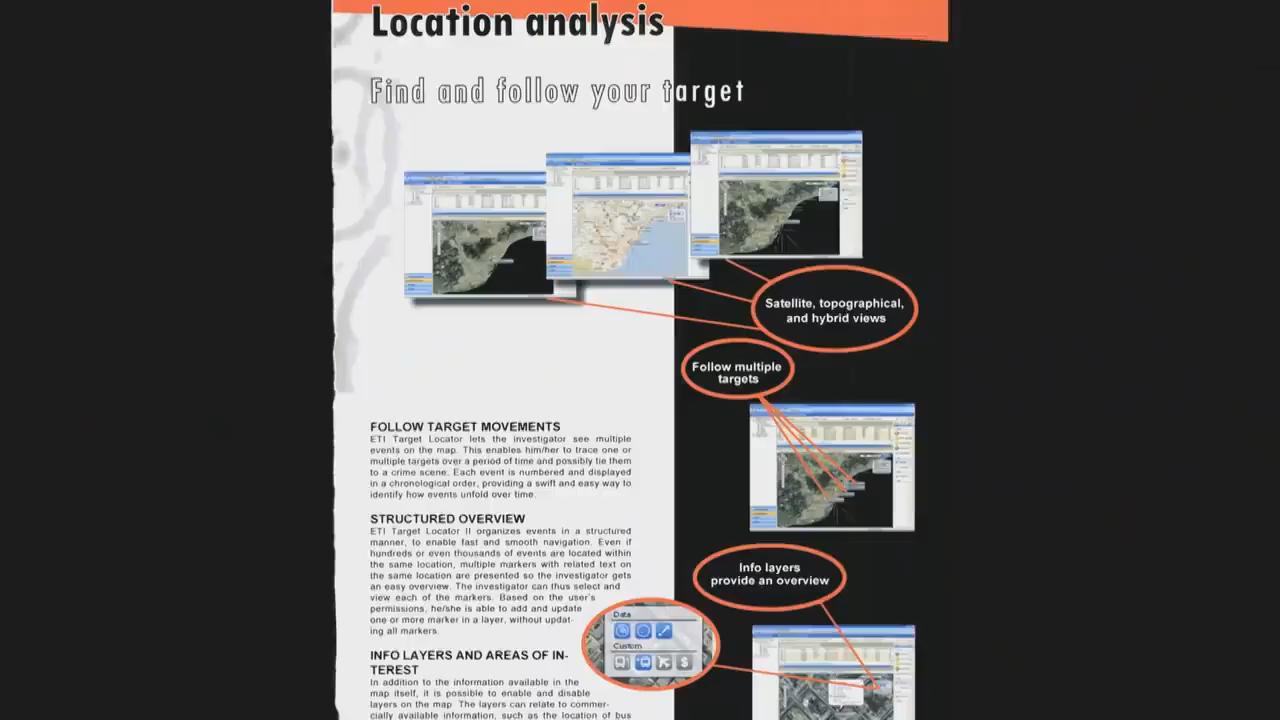 Location analysis
Find and follow your target
Satellite, topographical,
and hybrid views
Follow multiple
targets
FOLLOW TARGET MOVEMENTS
ETI Target Locator lets the investigator see multiple
events on the map. This enables him/her to trace one or
multiple targets over a period of time and possibly tie them
to a crime scene. Each event is numbered and displayed
in a chronological order, providing a swift and easy way to
identify how events unfold over time.
STRUCTURED OVERVIEW
ETI Target Locator II organizes events in a structured
manner, to enable fast and smooth navigation. Even if
hundreds or even thousands of events are located within
the same location, multiple markers with related text on
the same location are presented so the investigator gets
an easy overview. The investigator can thus select and
view each of the markers. Based on the user's
permissions, he/she is able to add and update
one or more marker in a layer, without updat-
ing all markers.
Info layers
provide an overview
Data
Custom
INFO LAYERS AND AREAS OF IN-
TEREST
In addition to the information available in the
map itself, it is possible to enable and disable
layers on the map. The layers can relate to commer-
cially available information, such as the location of bus